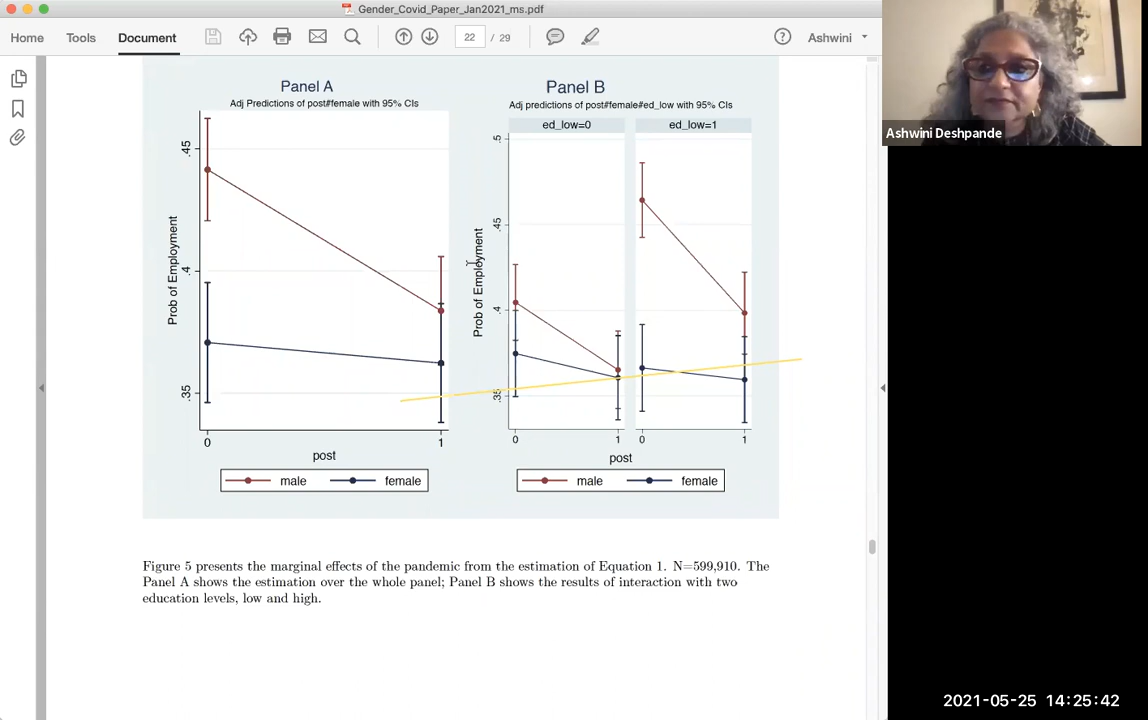 Gender_Covid_Paper_Jan2021_ms.pdf
Home Tools Document 22 / 29 Ashwini
Panel A
Adj Predictions of post#female with 95% CIs
Prob of Employment
.45
.4
.35
0 1
post
male female
Panel B
Adj predictions of post#female#ed_low with 95% CIs
ed_low=0 ed_low=1
Prob of Employment
.5
.45
.4
.35
0 1 0 1
post
male female
Figure 5 presents the marginal effects of the pandemic from the estimation of Equation 1. N=599,910. The
Panel A shows the estimation over the whole panel; Panel B shows the results of interaction with two
education levels, low and high.
Ashwini Deshpande
2021-05-25 14:25:42